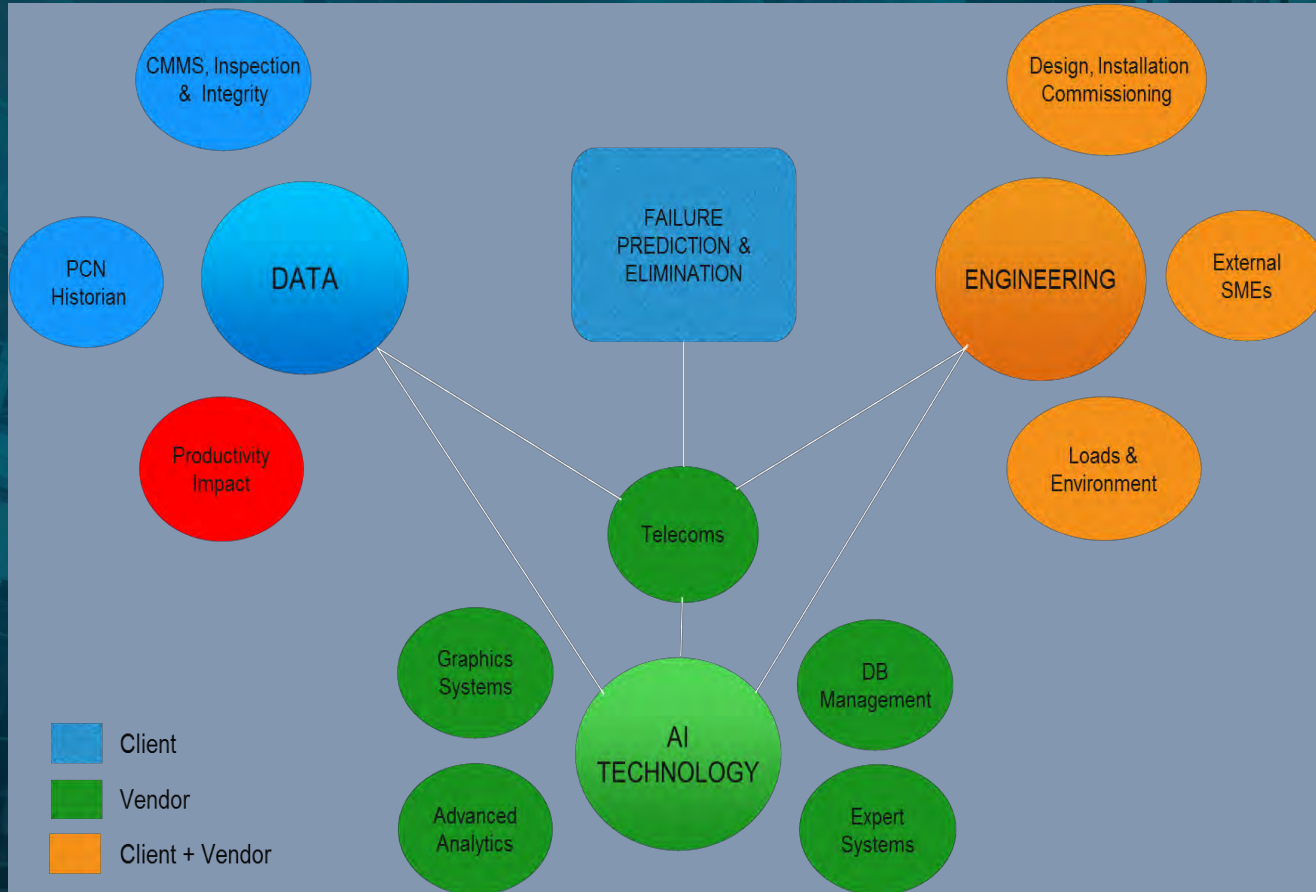 CMMS, Inspection
& Integrity
Design, Installation
Commissioning
FAILURE
PREDICTION &
ELIMINATION
PCN
Historian
DATA
ENGINEERING
External
SMEs
Productivity
Impact
Loads &
Environment
Telecoms
Graphics
Systems
DB
Management
AI
TECHNOLOGY
Advanced
Analytics
Expert
Systems
Client
Vendor
Client + Vendor